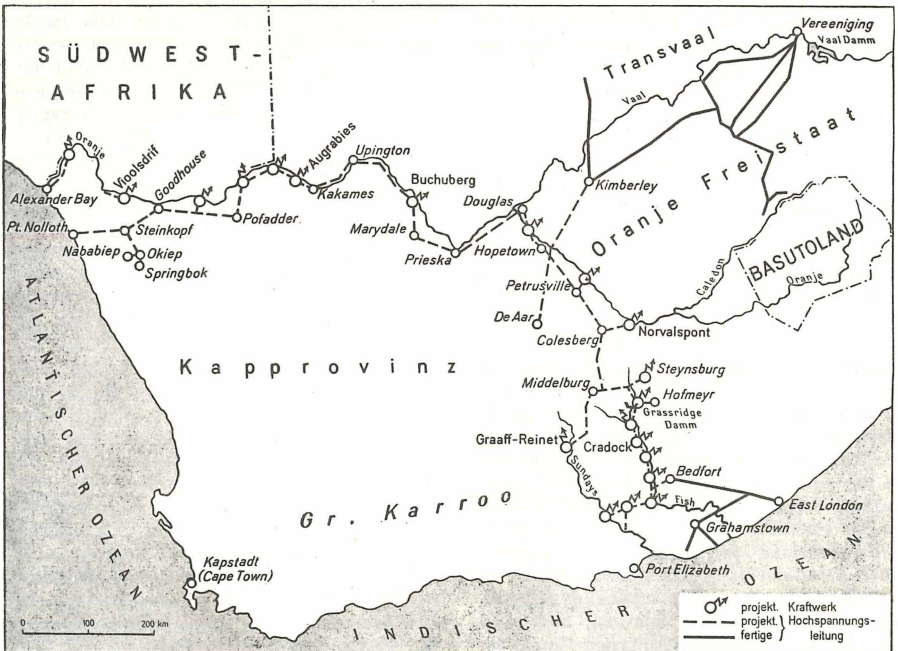 SÜDWEST-
AFRIKA
Transvaal
Vereeniging
Vaal Damm
Vaal
Oranje
Vioolsdrif
Goodhouse
Augrabies
Upington
Kakames
Buchuberg
Alexander Bay
Pofadder
Pt. Nolloth
Steinkopf
Nababiep
Okiep
Springbok
Marydale
Prieska
Douglas
Hopetown
Kimberley
Oranje Freistaat
Petrusville
De Aar
Colesberg
Norvalspont
Caledon
BASUTOLAND
Oranje
Kapprovinz
Middelburg
Steynsburg
Hofmeyr
Grassridge
Damm
Graaff-Reinet
Cradock
Sundays
Bedfort
Fish
East London
Grahamstown
Gr. Karroo
Port Elizabeth
Kapstadt
(Cape Town)
ATLANTISCHER OZEAN
INDISCHER OZEAN
0 100 200 km
projekt. Kraftwerk
projekt. } Hochspannungs-
fertige leitung